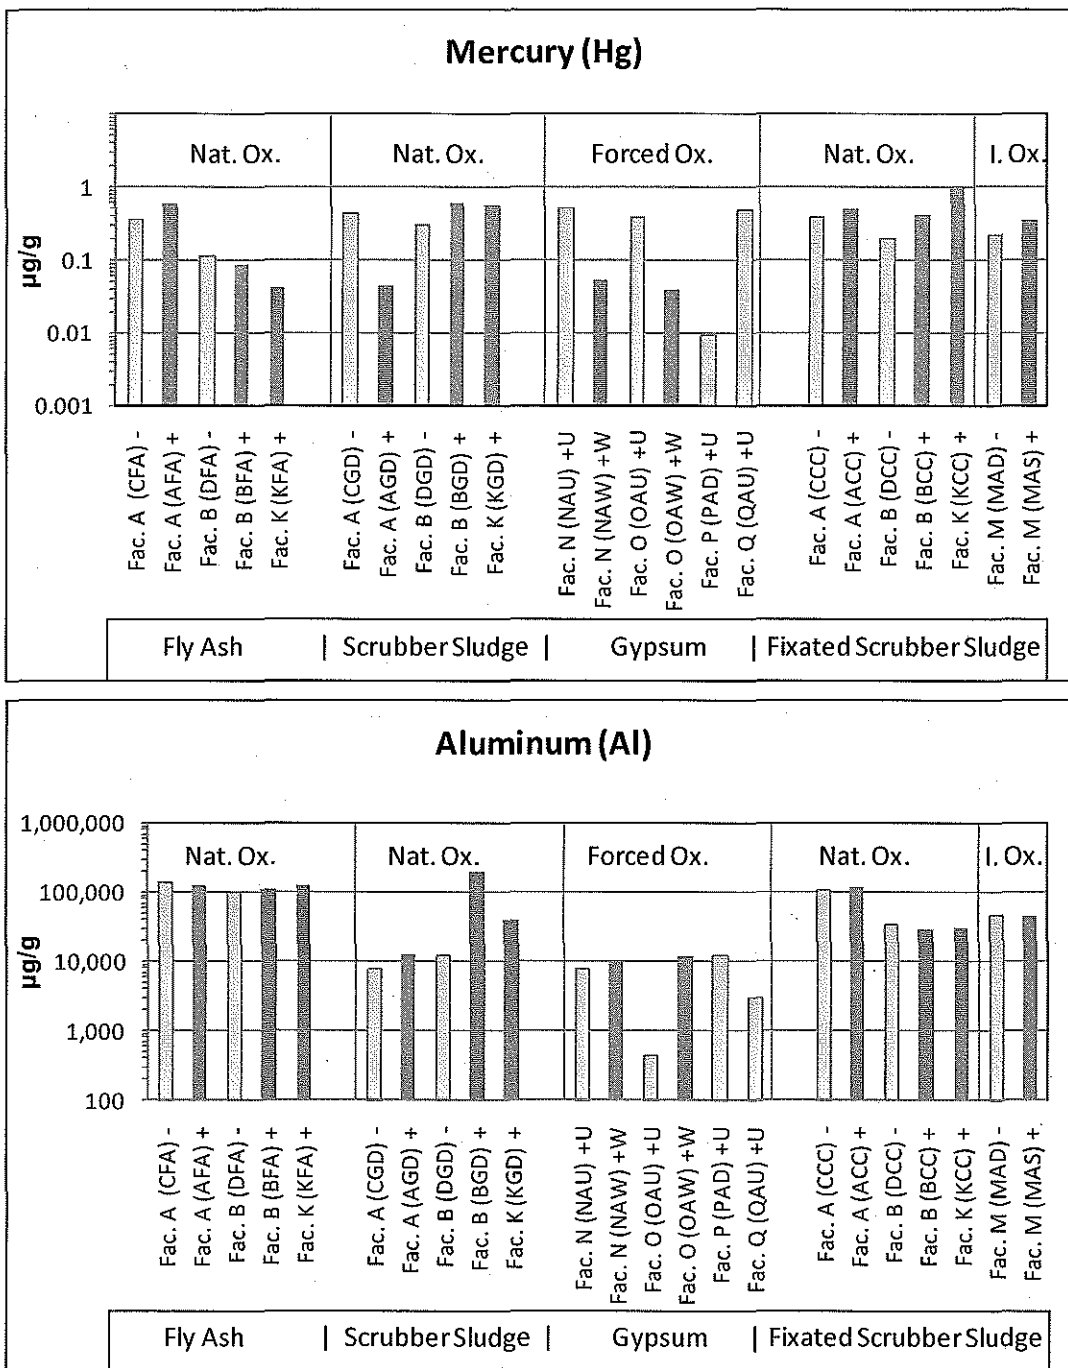 Mercury (Hg)
Nat. Ox. Nat. Ox. Forced Ox. Nat. Ox. I. Ox.
µg/g
1
0.1
0.01
0.001
Fac. A (CFA) -
Fac. A (AFA) +
Fac. B (DFA) -
Fac. B (BFA) +
Fac. K (KFA) +
Fac. A (CGD) -
Fac. A (AGD) +
Fac. B (DGD) -
Fac. B (BGD) +
Fac. K (KGD) +
Fac. N (NAU) +U
Fac. N (NAW) +W
Fac. O (OAU) +U
Fac. O (OAW) +W
Fac. P (PAD) +U
Fac. Q (QAU) +U
Fac. A (CCC) -
Fac. A (ACC) +
Fac. B (DCC) -
Fac. B (BCC) +
Fac. K (KCC) +
Fac. M (MAD) -
Fac. M (MAS) +
Fly Ash | Scrubber Sludge | Gypsum | Fixated Scrubber Sludge
Aluminum (Al)
Nat. Ox. Nat. Ox. Forced Ox. Nat. Ox. I. Ox.
µg/g
1,000,000
100,000
10,000
1,000
100
Fac. A (CFA) -
Fac. A (AFA) +
Fac. B (DFA) -
Fac. B (BFA) +
Fac. K (KFA) +
Fac. A (CGD) -
Fac. A (AGD) +
Fac. B (DGD) -
Fac. B (BGD) +
Fac. K (KGD) +
Fac. N (NAU) +U
Fac. N (NAW) +W
Fac. O (OAU) +U
Fac. O (OAW) +W
Fac. P (PAD) +U
Fac. Q (QAU) +U
Fac. A (CCC) -
Fac. A (ACC) +
Fac. B (DCC) -
Fac. B (BCC) +
Fac. K (KCC) +
Fac. M (MAD) -
Fac. M (MAS) +
Fly Ash | Scrubber Sludge | Gypsum | Fixated Scrubber Sludge